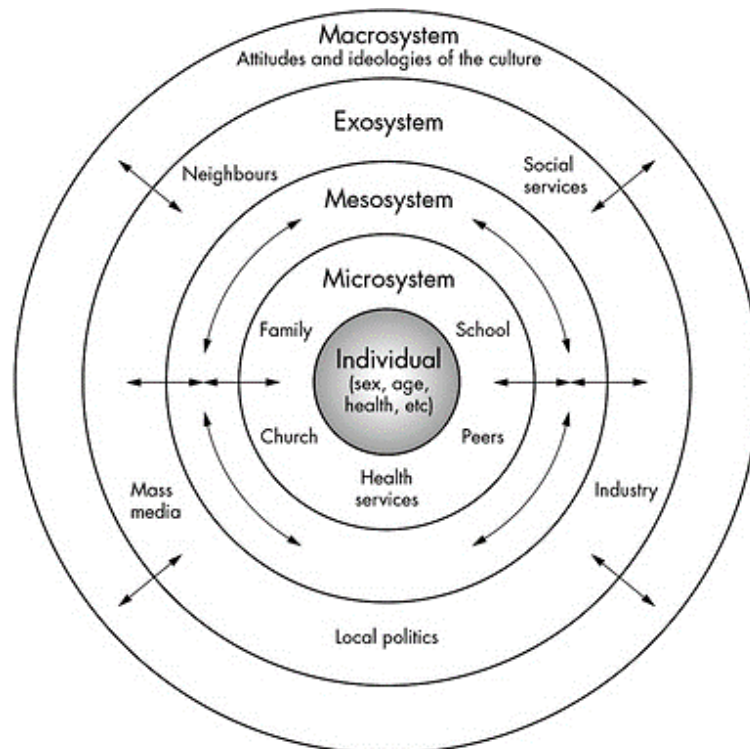 Macrosystem
Attitudes and ideologies of the culture
Exosystem
Neighbours
Social
services
Mesosystem
Microsystem
Family
School
Individual
(sex, age,
health, etc)
Church
Peers
Health
services
Mass
media
Industry
Local politics